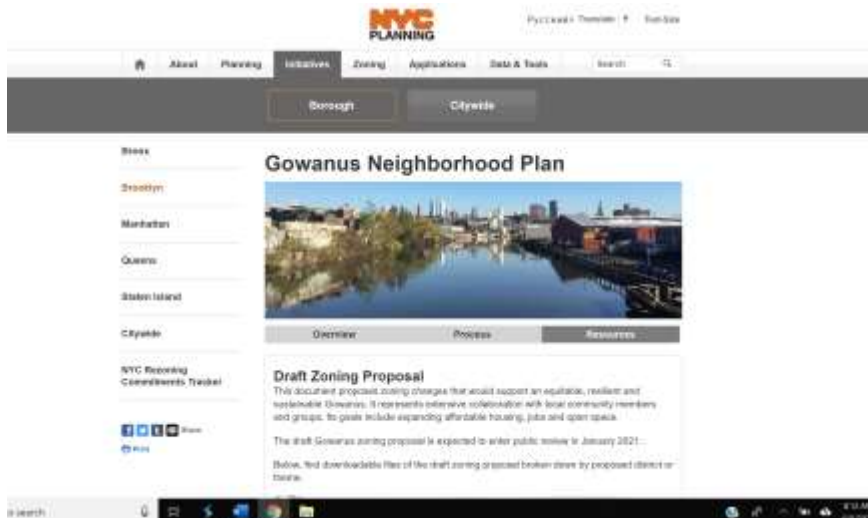 NYC
PLANNING
Русский Translate Text-Size
About Planning Initiatives Zoning Applications Data & Tools Search
Borough Citywide
Bronx
Gowanus Neighborhood Plan
Brooklyn
Manhattan
Queens
Staten Island
Citywide
Overview Process Resources
NYC Rezoning
Commitments Tracker
Draft Zoning Proposal
This document proposes zoning changes that would support an equitable, resilient and
sustainable Gowanus. It represents extensive collaboration with local community members
and groups. Its goals include expanding affordable housing, jobs and open space.
Share
Print
The draft Gowanus zoning proposal is expected to enter public review in January 2021.
Below, find downloadable files of the draft zoning proposal broken down by proposed district or
theme.
search